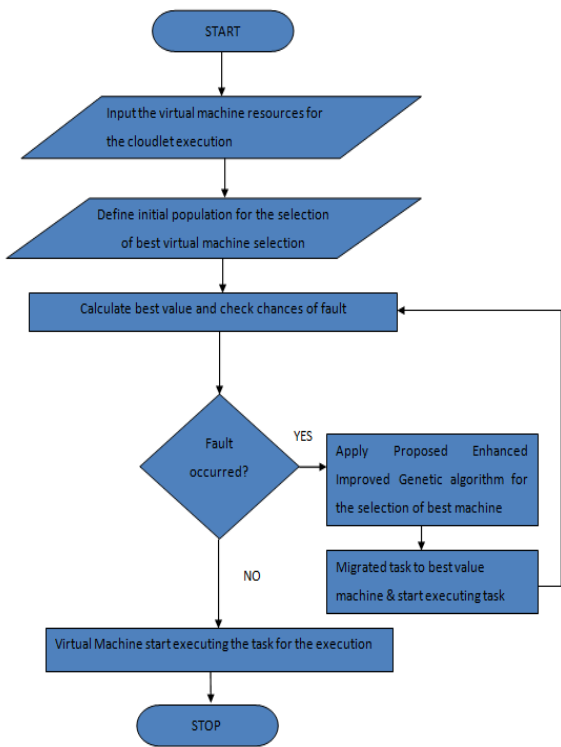 START
Input the virtual machine resources for
the cloudlet execution
Define initial population for the selection
of best virtual machine selection
Calculate best value and check chances of fault
Fault
occurred?
YES
Apply Proposed Enhanced
Improved Genetic algorithm for
the selection of best machine
Migrated task to best value
machine & start executing task
NO
Virtual Machine start executing the task for the execution
STOP